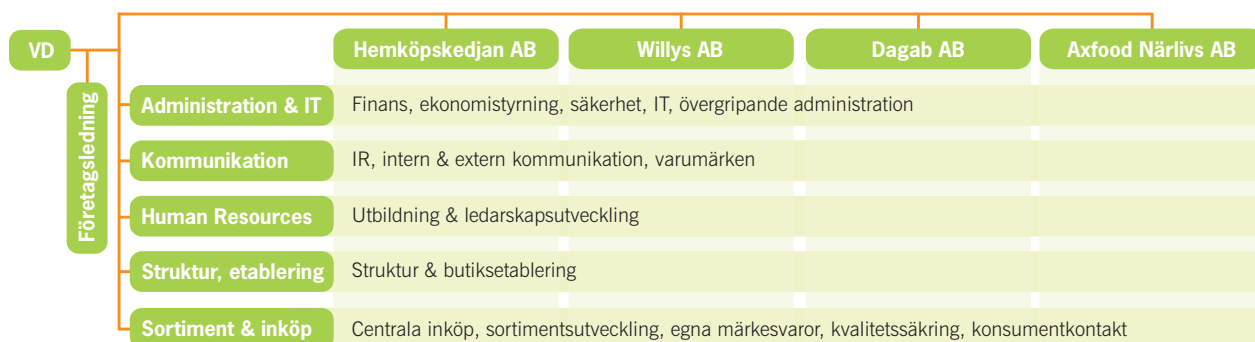 VD
Hemköpskedjan AB
Willys AB
Dagab AB
Axfood Närlivs AB
Företagsledning
Administration & IT
Finans, ekonomistyrning, säkerhet, IT, övergripande administration
Kommunikation
IR, intern & extern kommunikation, varumärken
Human Resources
Utbildning & ledarskapsutveckling
Struktur, etablering
Struktur & butiksetablering
Sortiment & inköp
Centrala inköp, sortimentsutveckling, egna märkesvaror, kvalitetssäkring, konsumentkontakt